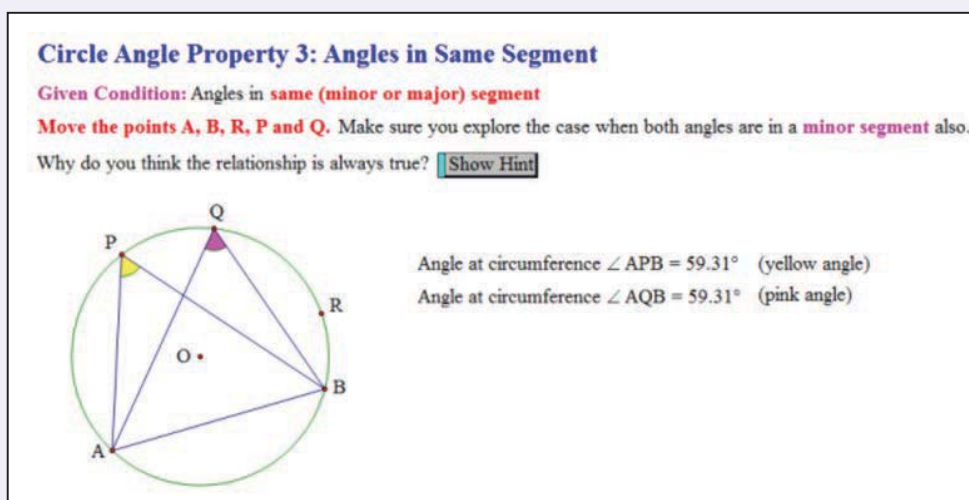 Circle Angle Property 3: Angles in Same Segment
Given Condition: Angles in same (minor or major) segment
Move the points A, B, R, P and Q. Make sure you explore the case when both angles are in a minor segment also.
Why do you think the relationship is always true? Show Hint
Q
P
Angle at circumference ∠ APB = 59.31° (yellow angle)
Angle at circumference ∠ AQB = 59.31° (pink angle)
R
O
B
A